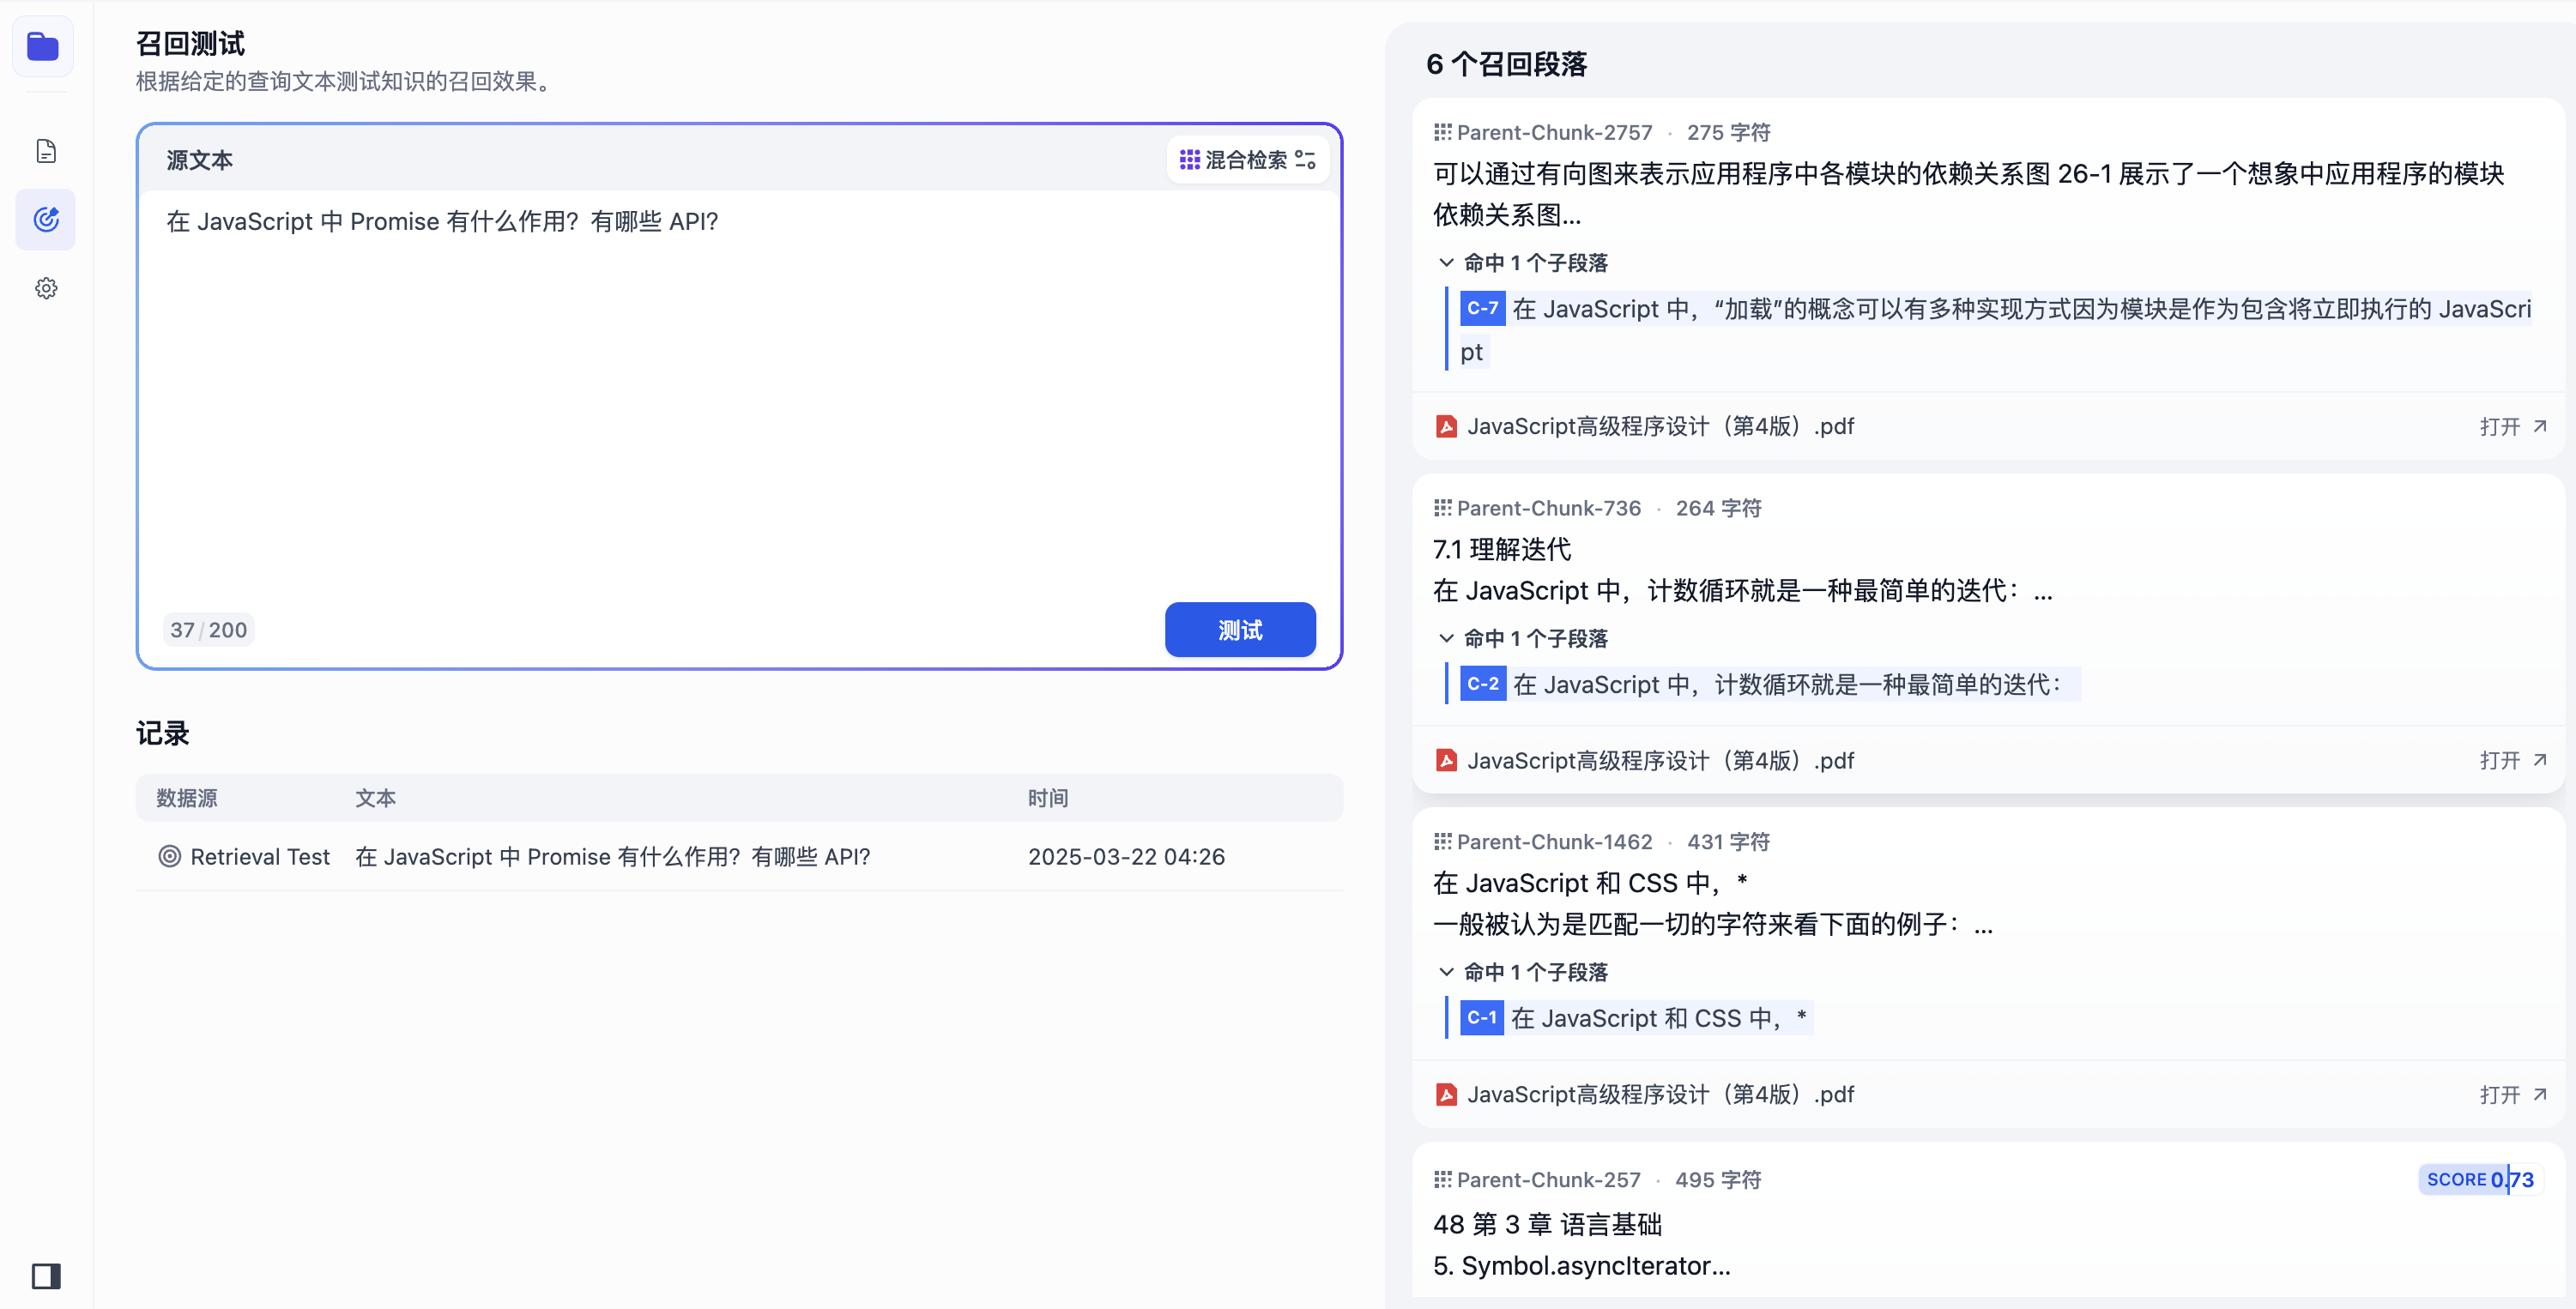 召回测试
根据给定的查询文本测试知识的召回效果。
源文本
混合检索
在 JavaScript 中 Promise 有什么作用？有哪些 API？
37/200
测试
记录
数据源 文本 时间
Retrieval Test 在 JavaScript 中 Promise 有什么作用？有哪些 API？ 2025-03-22 04:26
6 个召回段落
Parent-Chunk-2757 · 275 字符
可以通过有向图来表示应用程序中各模块的依赖关系图 26-1 展示了一个想象中应用程序的模块
依赖关系图...
命中 1 个子段落
C-7 在 JavaScript 中，“加载”的概念可以有多种实现方式因为模块是作为包含将立即执行的 JavaScri
pt
JavaScript高级程序设计（第4版）.pdf 打开
Parent-Chunk-736 · 264 字符
7.1 理解迭代
在 JavaScript 中，计数循环就是一种最简单的迭代：...
命中 1 个子段落
C-2 在 JavaScript 中，计数循环就是一种最简单的迭代：
JavaScript高级程序设计（第4版）.pdf 打开
Parent-Chunk-1462 · 431 字符
在 JavaScript 和 CSS 中，*
一般被认为是匹配一切的字符来看下面的例子：...
命中 1 个子段落
C-1 在 JavaScript 和 CSS 中，*
JavaScript高级程序设计（第4版）.pdf 打开
Parent-Chunk-257 · 495 字符 SCORE 0.73
48 第 3 章 语言基础
5. Symbol.asyncIterator...